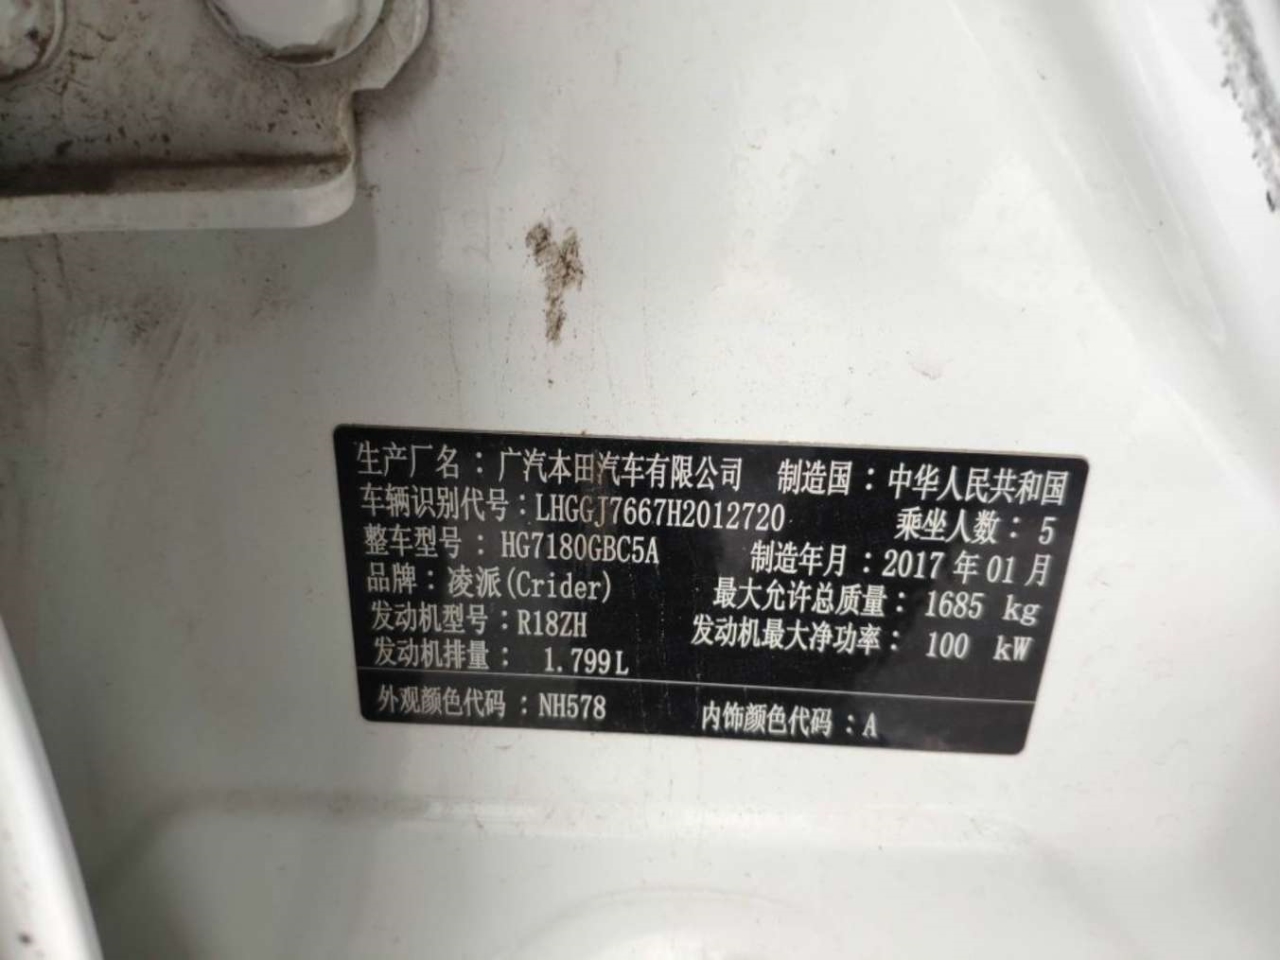 生产厂名：广汽本田汽车有限公司 制造国：中华人民共和国
车辆识别代号：LHGGJ7667H2012720 乘坐人数：5
整车型号：HG7180GBC5A 制造年月：2017年01月
品牌：凌派(Crider) 最大允许总质量：1685 kg
发动机型号：R18ZH 发动机最大净功率：100 kW
发动机排量：1.799L
外观颜色代码：NH578 内饰颜色代码：A